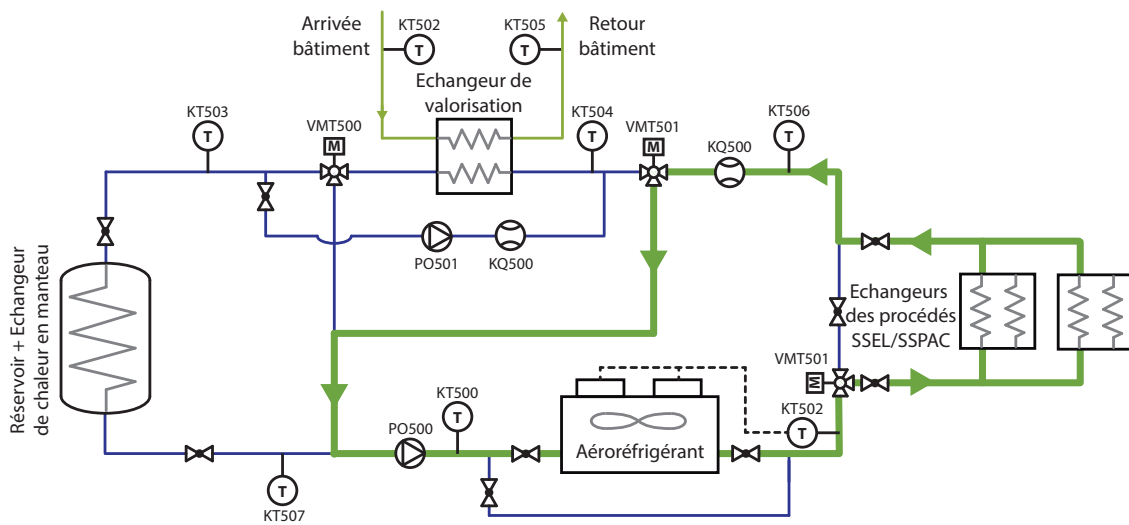 Arrivée
bâtiment
KT502
T
KT505
T
Retour
bâtiment
Echangeur de
valorisation
KT503
T
VMT500
M
KT504
T
VMT501
M
KQ500
KT506
T
PO501
KQ500
Réservoir + Echangeur
de chaleur en manteau
Echangeurs
des procédés
SSEL/SSPAC
VMT501
M
KT500
T
PO500
KT502
T
Aéroréfrigérant
T
KT507